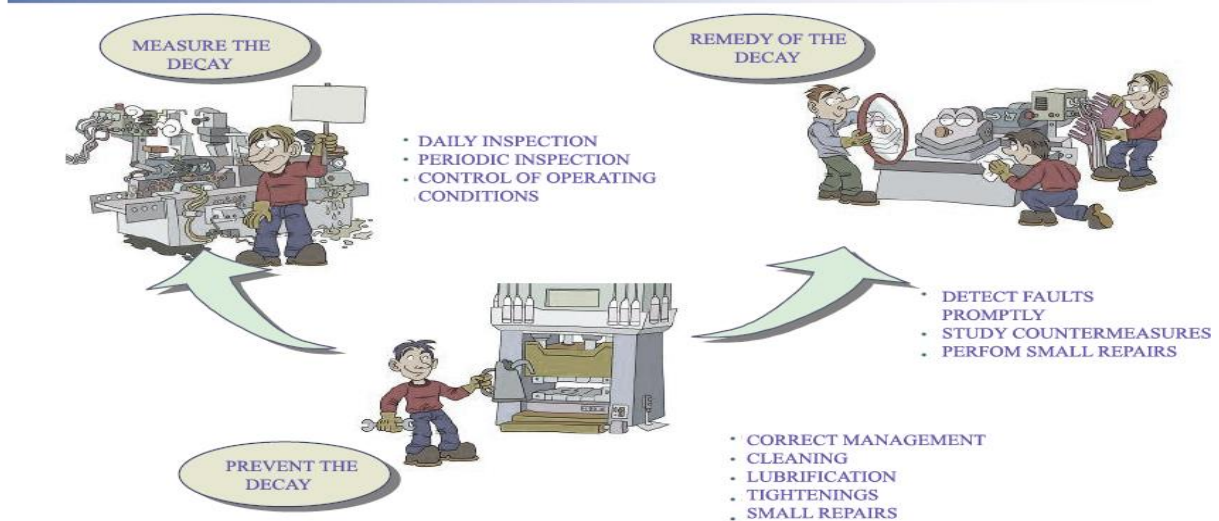 MEASURE THE
DECAY
• DAILY INSPECTION
• PERIODIC INSPECTION
• CONTROL OF OPERATING
CONDITIONS
REMEDY OF THE
DECAY
• DETECT FAULTS
PROMPTLY
• STUDY COUNTERMEASURES
• PERFOM SMALL REPAIRS
PREVENT THE
DECAY
• CORRECT MANAGEMENT
• CLEANING
• LUBRIFICATION
• TIGHTENINGS
• SMALL REPAIRS